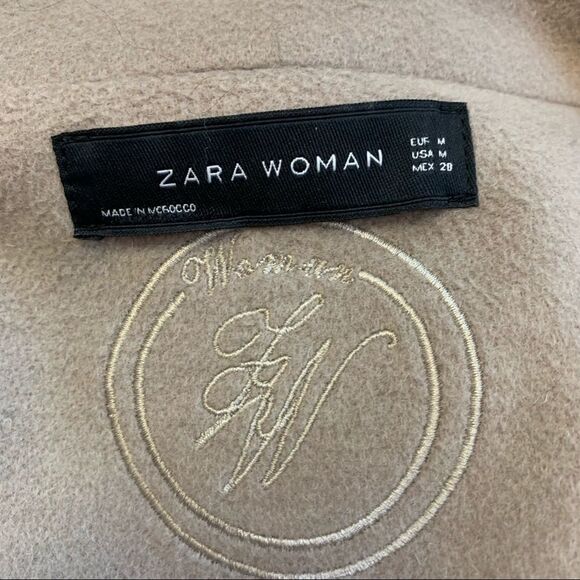 ZARA WOMAN
EUR M
USA M
MEX 28
MADE IN MOROCCO
Woman
ZW